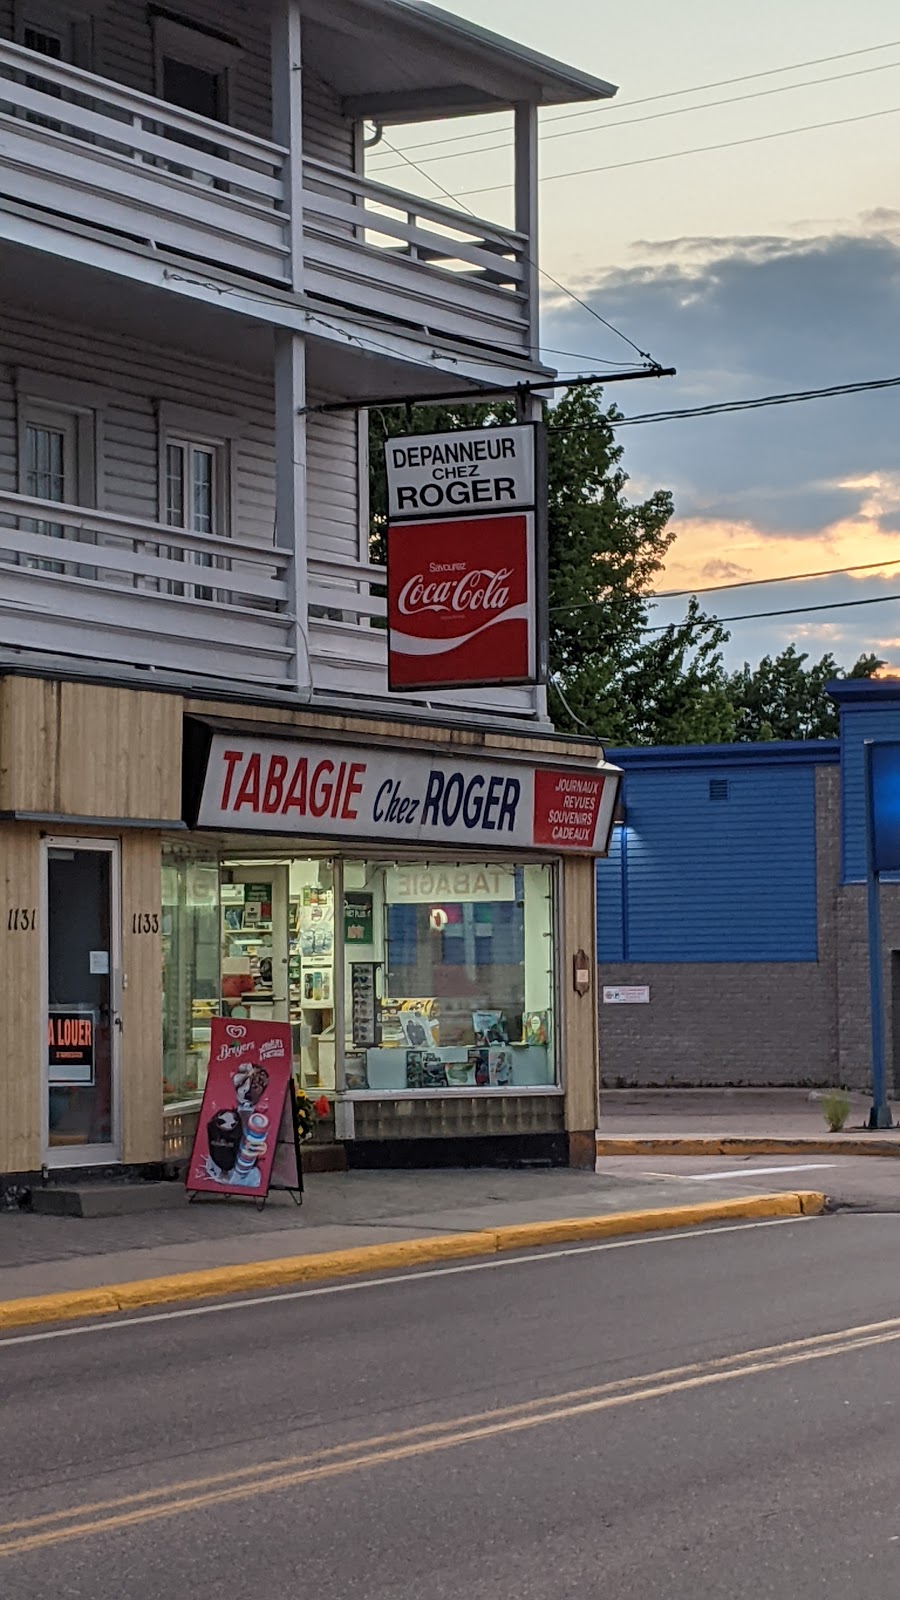 DEPANNEUR
CHEZ
ROGER
Savourez
Coca-Cola
TABAGIE Chez ROGER
JOURNAUX
REVUES
SOUVENIRS
CADEAUX
TABAGIE
1131
1133
A LOUER
Breyers